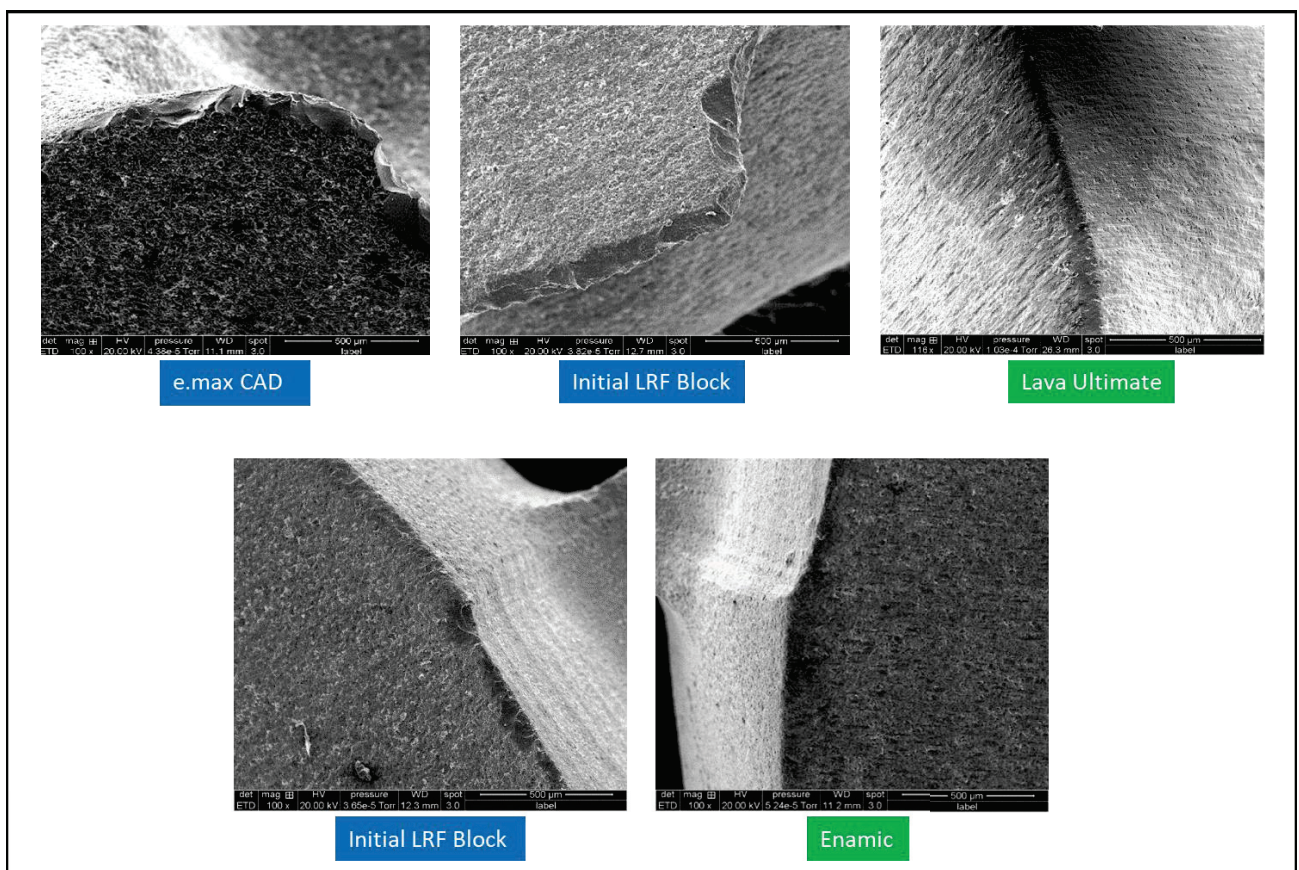 det mag HV pressure WD spot 500 µm
ETD 100 x 20.00 kV 4.38e-5 Torr 11.1 mm 3.0 label
e.max CAD
det mag HV pressure WD spot 500 µm
ETD 100 x 20.00 kV 3.82e-5 Torr 12.7 mm 3.0 label
Initial LRF Block
det mag HV pressure WD spot 500 µm
ETD 116 x 20.00 kV 1.03e-4 Torr 26.3 mm 3.0 label
Lava Ultimate
det mag HV pressure WD spot 500 µm
ETD 100 x 20.00 kV 3.65e-5 Torr 12.3 mm 3.0 label
Initial LRF Block
det mag HV pressure WD spot 500 µm
ETD 100 x 20.00 kV 5.24e-5 Torr 11.2 mm 3.0 label
Enamic